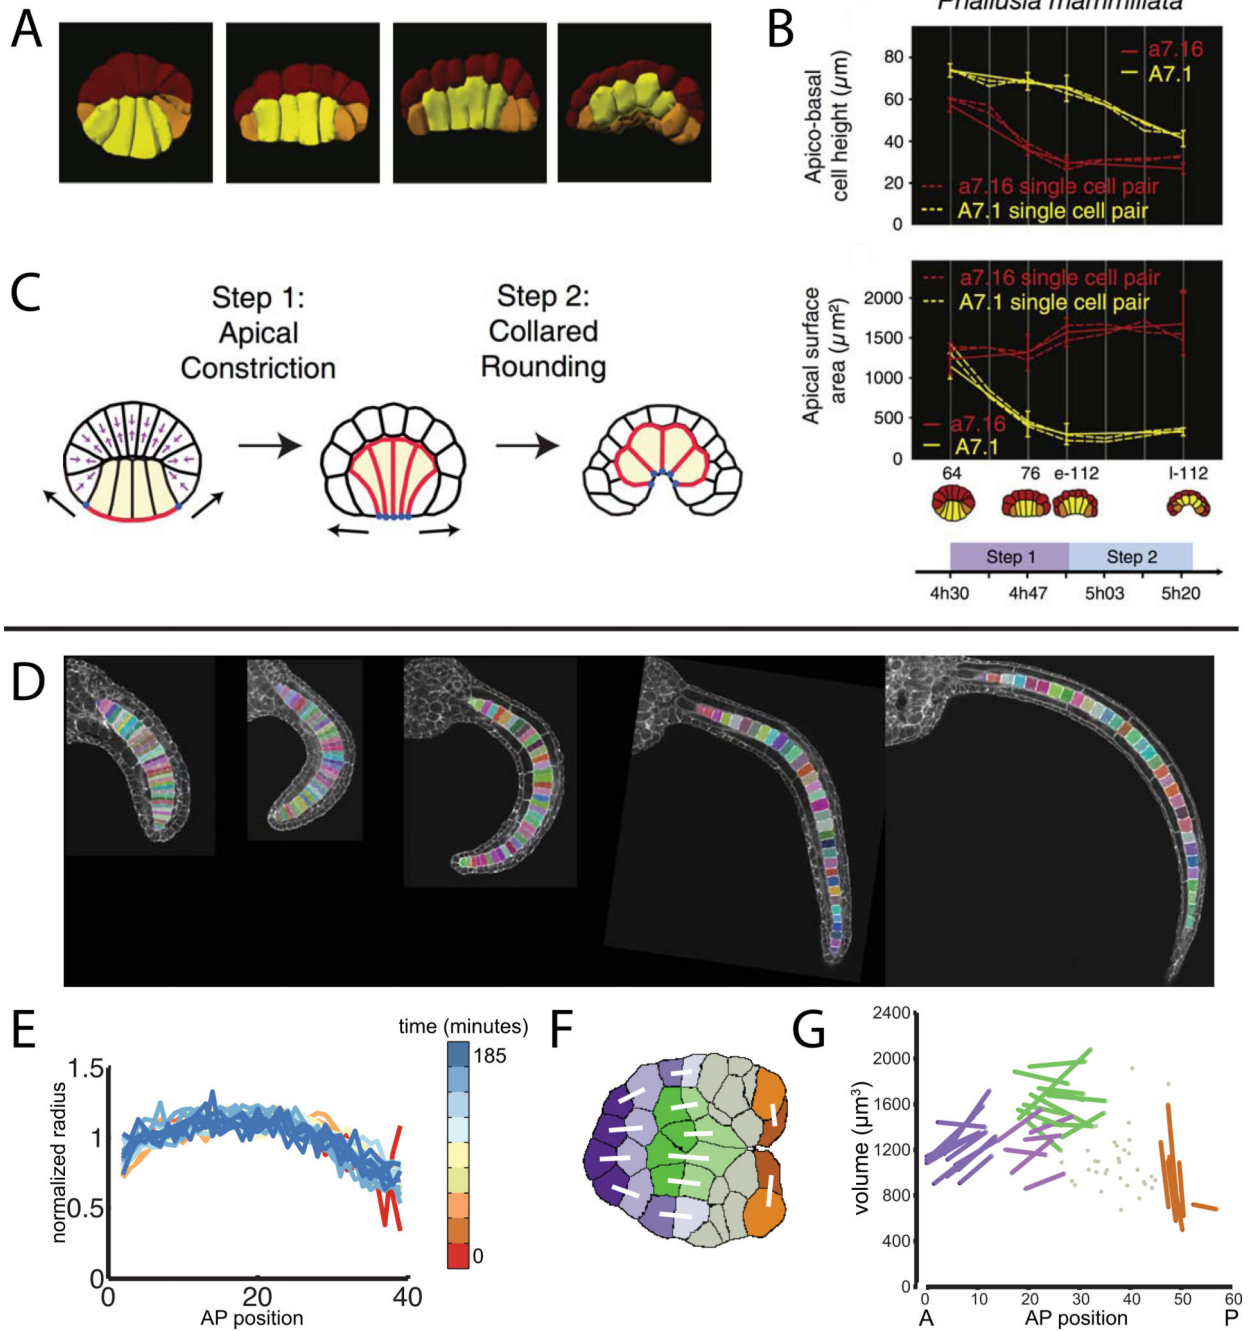 Phallusia mammillata
A
B
80
60
40
20
0
Apico-basal
cell height (µm)
a7.16
A7.1
a7.16 single cell pair
A7.1 single cell pair
C
Step 1:
Apical
Constriction
Step 2:
Collared
Rounding
2000
1500
1000
500
0
Apical surface
area (µm²)
a7.16 single cell pair
A7.1 single cell pair
a7.16
A7.1
64
76
e-112
l-112
Step 1
Step 2
4h30
4h47
5h03
5h20
D
E
time (minutes)
185
0
1.5
1
0.5
0
normalized radius
0
20
40
AP position
F
G
2400
2000
1600
1200
800
400
0
volume (µm³)
0
10
20
30
40
50
60
A
AP position
P